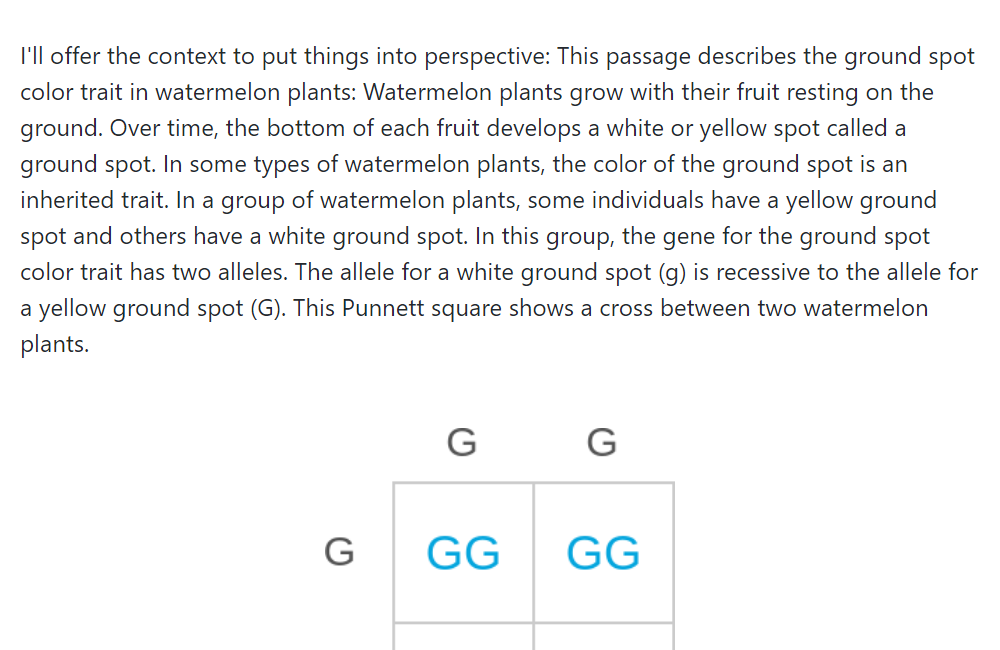 I'll offer the context to put things into perspective: This passage describes the ground spot
color trait in watermelon plants: Watermelon plants grow with their fruit resting on the
ground. Over time, the bottom of each fruit develops a white or yellow spot called a
ground spot. In some types of watermelon plants, the color of the ground spot is an
inherited trait. In a group of watermelon plants, some individuals have a yellow ground
spot and others have a white ground spot. In this group, the gene for the ground spot
color trait has two alleles. The allele for a white ground spot (g) is recessive to the allele for
a yellow ground spot (G). This Punnett square shows a cross between two watermelon
plants.
G G
G GG GG